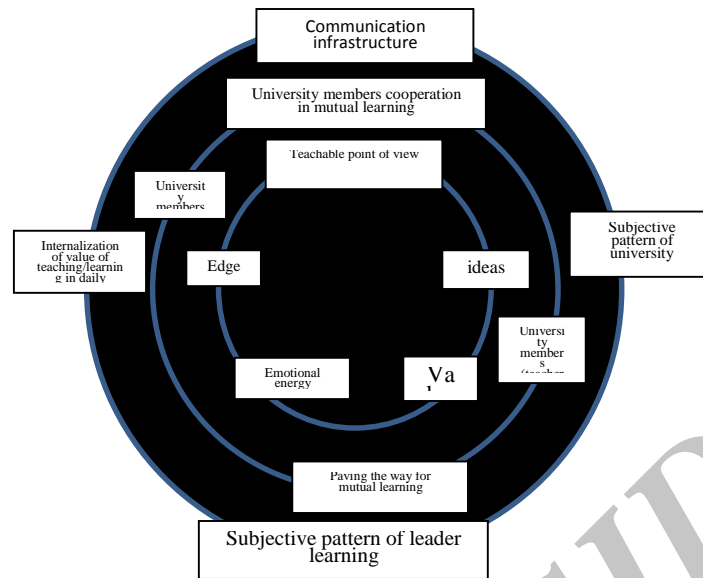 Communication
infrastructure
University members cooperation
in mutual learning
Teachable point of view
Universit
y
members
Internalization
of value of
teaching/learnin
g in daily
Edge
ideas
Subjective
pattern of
university
Universi
ty
member
s
(teacher
Emotional
energy
Va
Paving the way for
mutual learning
Subjective pattern of leader
learning